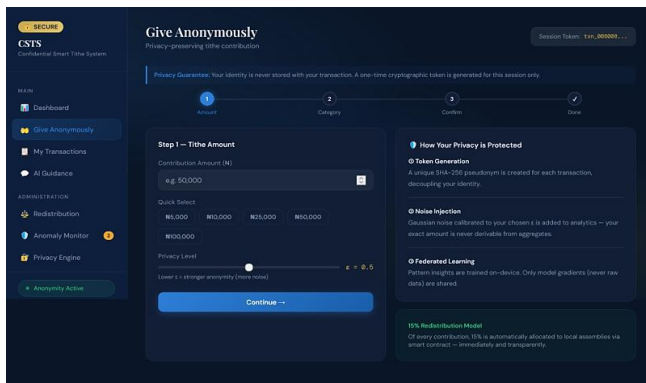 SECURE
CSTS
Confidential Smart Tithe System
MAIN
Dashboard
Give Anonymously
My Transactions
AI Guidance
ADMINISTRATION
Redistribution
Anomaly Monitor 2
Privacy Engine
Anonymity Active
Give Anonymously
Privacy-preserving tithe contribution
Session Token: txn_009808...
Privacy Guarantee: Your identity is never stored with your transaction. A one-time cryptographic token is generated for this session only.
1 2 3 ✓
Amount Category Confirm Done
Step 1 — Tithe Amount
Contribution Amount (₦)
e.g. 50,000
Quick Select
₦5,000 ₦10,000 ₦25,000 ₦50,000
₦100,000
Privacy Level
ε = 0.5
Lower ε = stronger anonymity (more noise)
Continue →
How Your Privacy is Protected
Token Generation
A unique SHA-256 pseudonym is created for each transaction,
decoupling your identity.
Noise Injection
Gaussian noise calibrated to your chosen ε is added to analytics — your
exact amount is never derivable from aggregates.
Federated Learning
Pattern insights are trained on-device. Only model gradients (never raw
data) are shared.
15% Redistribution Model
Of every contribution, 15% is automatically allocated to local assemblies via
smart contract — immediately and transparently.